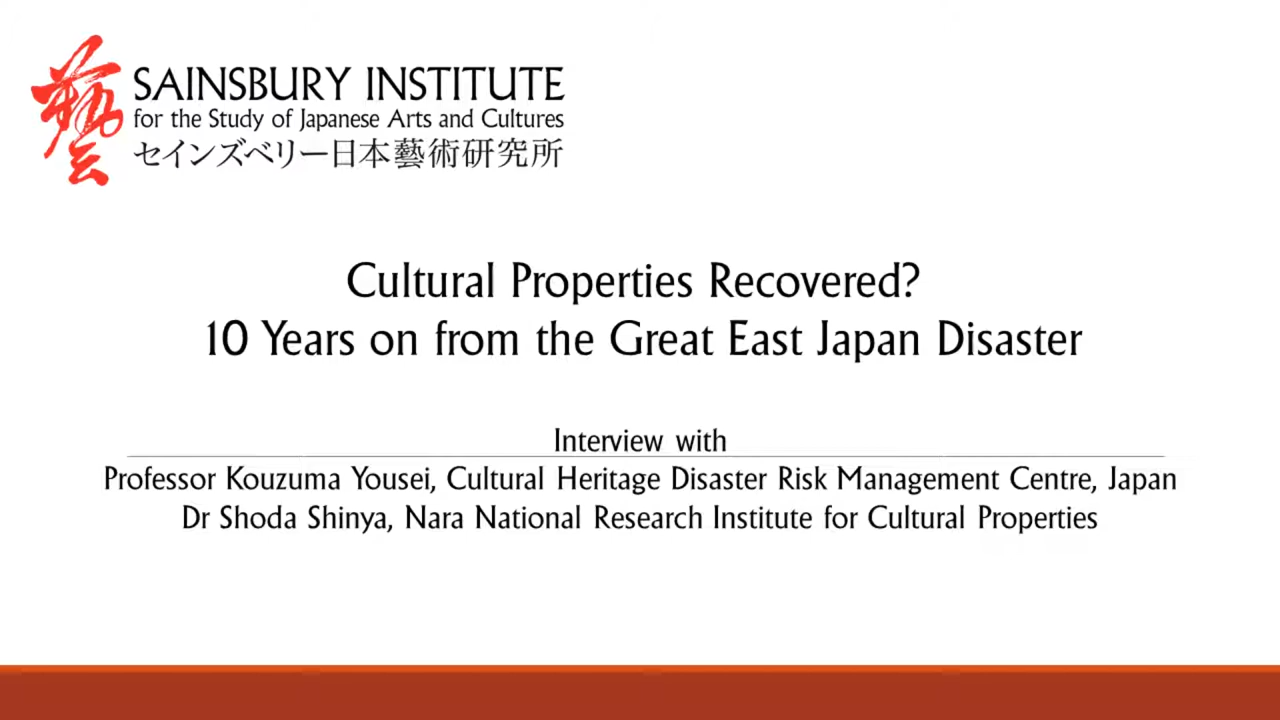 藝
SAINSBURY INSTITUTE
for the Study of Japanese Arts and Cultures
セインズベリー日本藝術研究所
Cultural Properties Recovered?
10 Years on from the Great East Japan Disaster
Interview with
Professor Kouzuma Yousei, Cultural Heritage Disaster Risk Management Centre, Japan
Dr Shoda Shinya, Nara National Research Institute for Cultural Properties